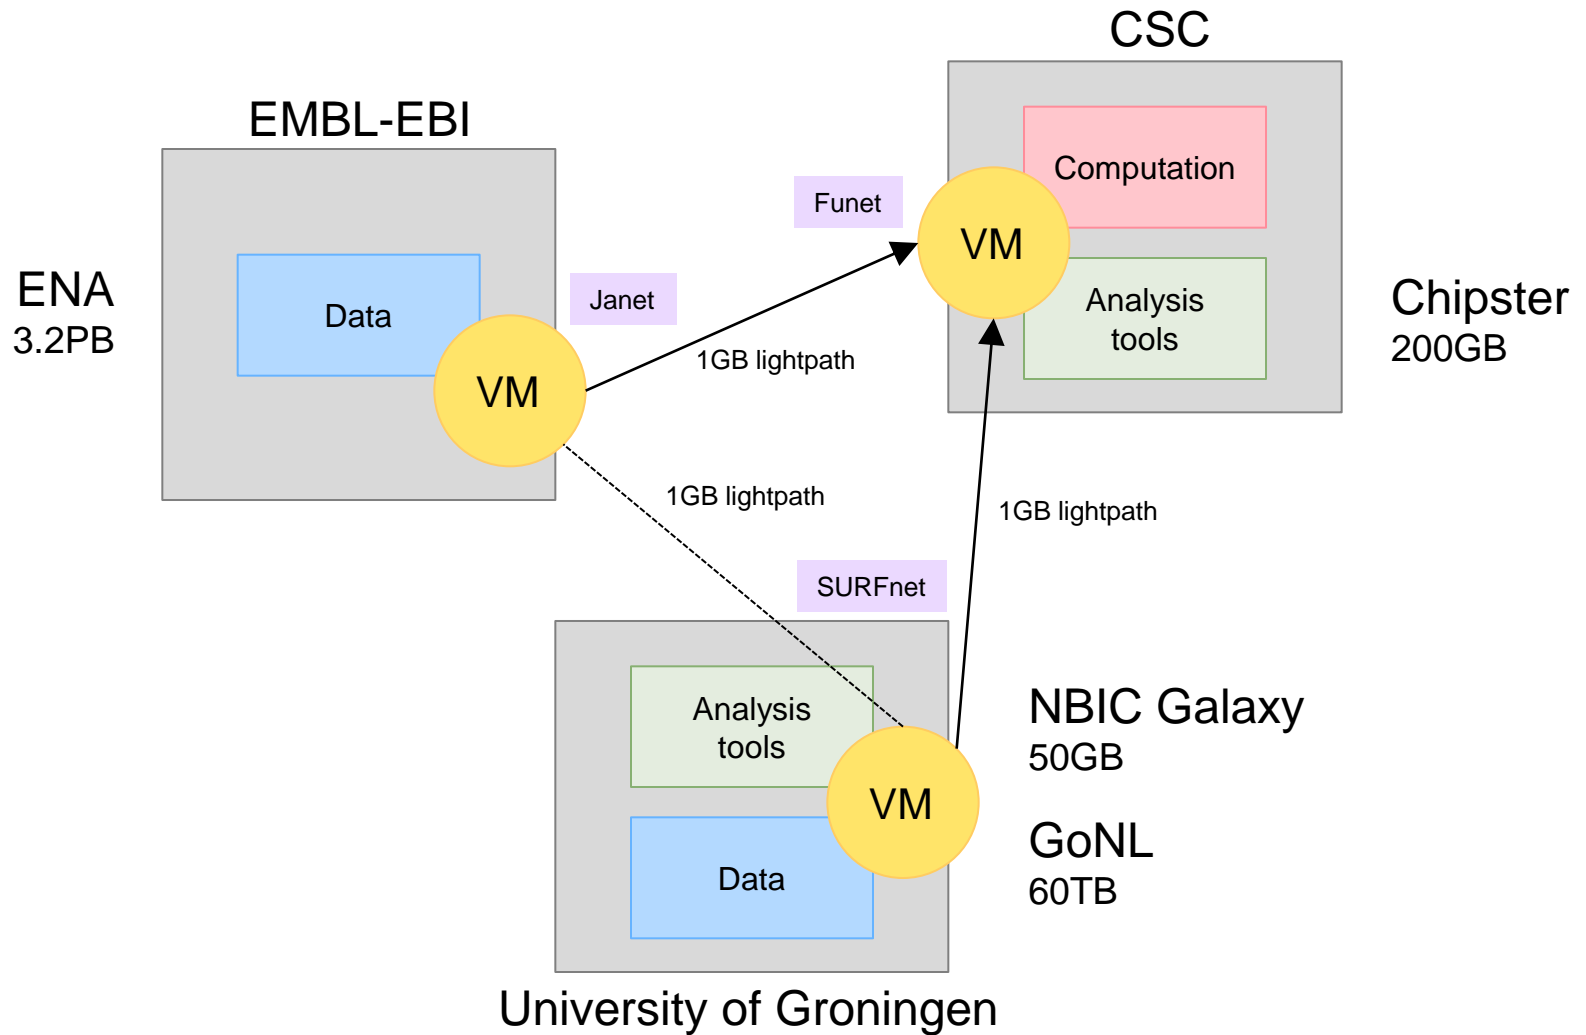 CSC
EMBL-EBI
Computation
Funet
VM
ENA
3.2PB
Data
Janet
Analysis
tools
Chipster
200GB
1GB lightpath
VM
1GB lightpath
1GB lightpath
SURFnet
Analysis
tools
NBIC Galaxy
50GB
VM
GoNL
60TB
Data
University of Groningen